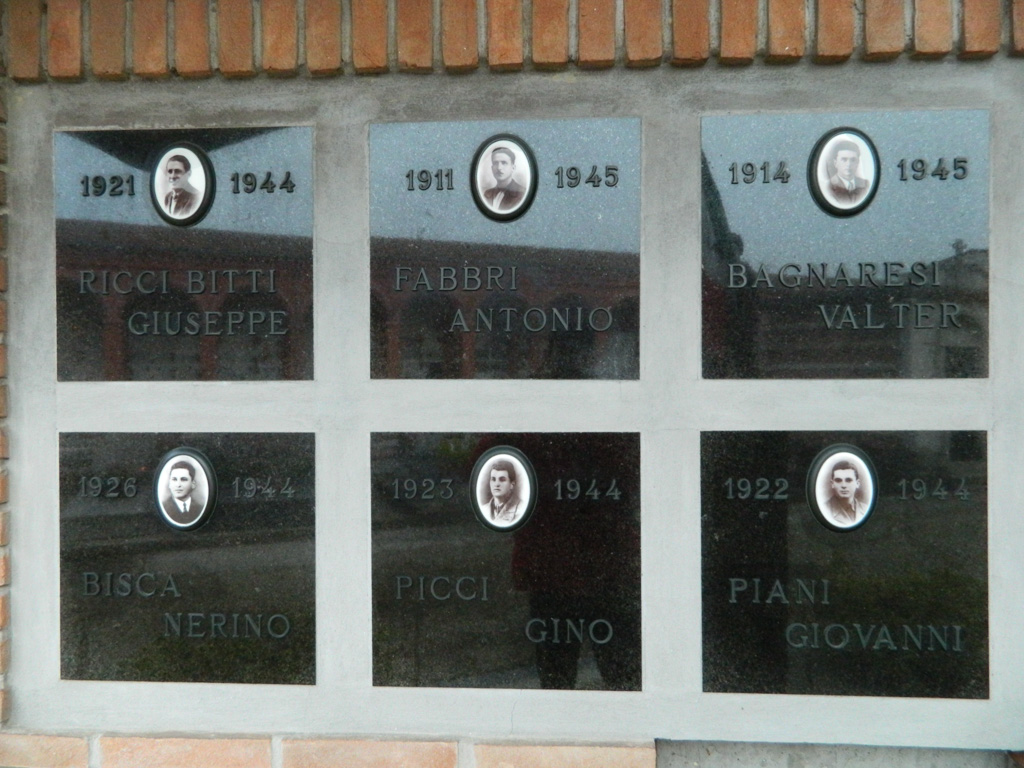 1921 1944
RICCI BITTI
GIUSEPPE
1911 1945
FABBRI
ANTONIO
1914 1945
BAGNARESI
VALTER
1926 1944
BISCA
NERINO
1923 1944
PICCI
GINO
1922 1944
PIANI
GIOVANNI